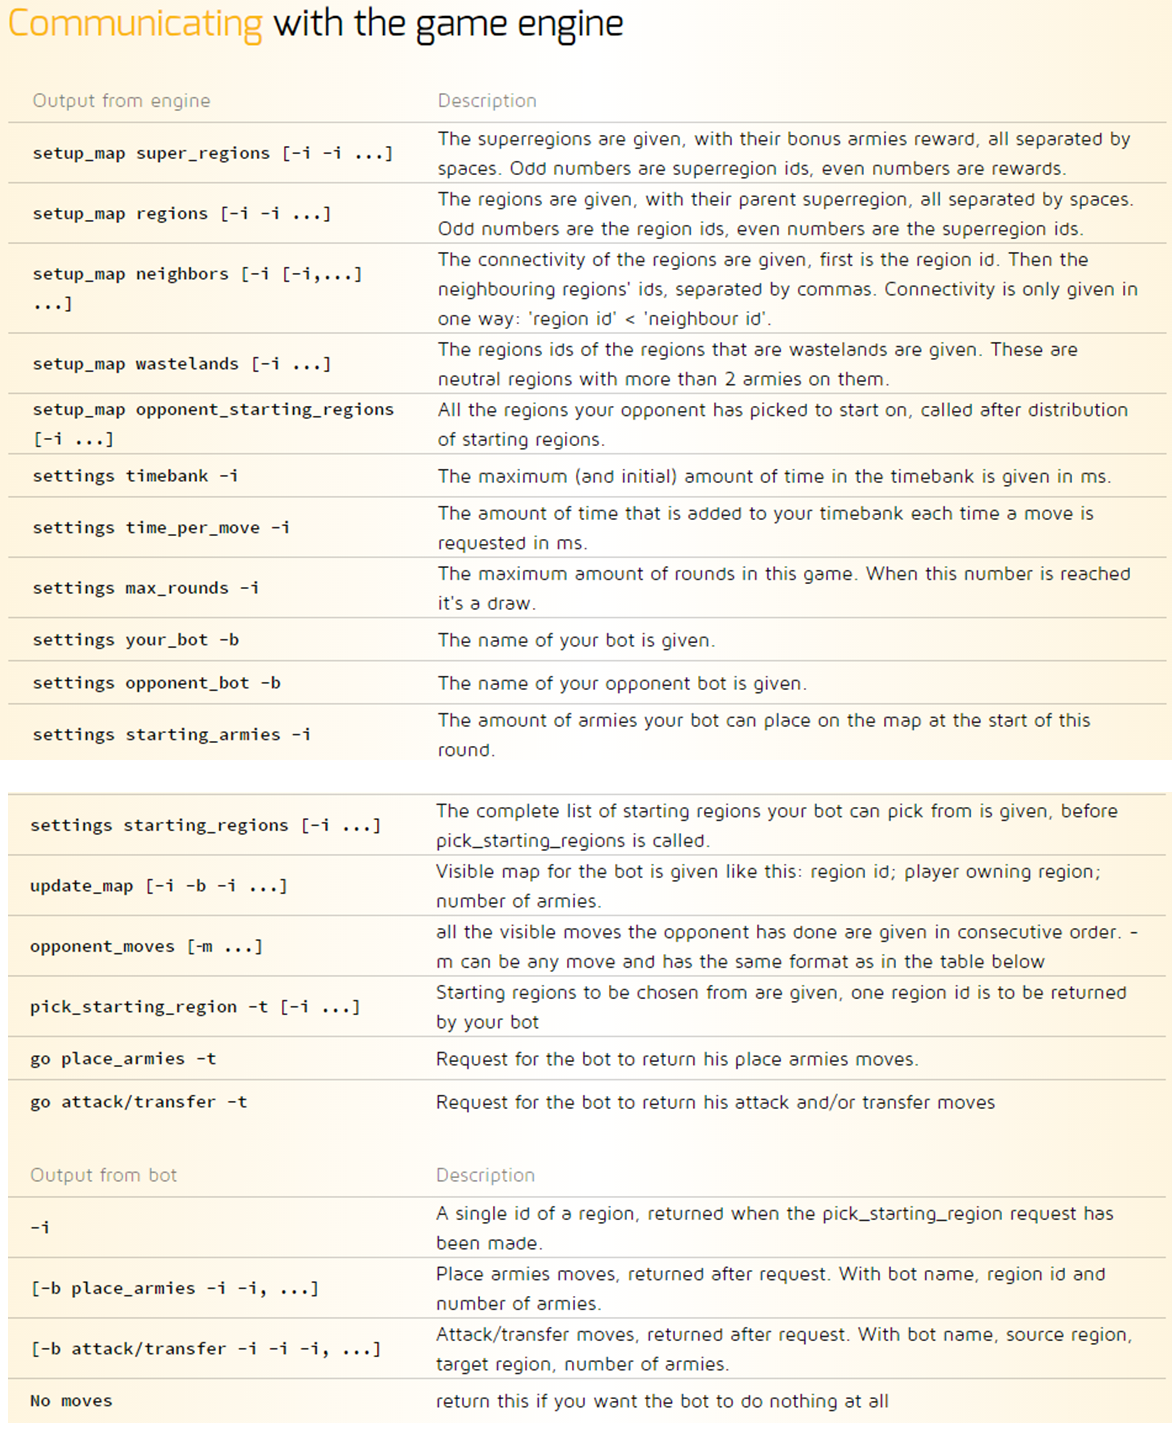 Communicating with the game engine
Output from engine Description
setup_map super_regions [-i -i ...] The superregions are given, with their bonus armies reward, all separated by
spaces. Odd numbers are superregion ids, even numbers are rewards.
setup_map regions [-i -i ...] The regions are given, with their parent superregion, all separated by spaces.
Odd numbers are the region ids, even numbers are the superregion ids.
setup_map neighbors [-i [-i,...]
...]
The connectivity of the regions are given, first is the region id. Then the
neighbouring regions' ids, separated by commas. Connectivity is only given in
one way: 'region id' < 'neighbour id'.
setup_map wastelands [-i ...] The regions ids of the regions that are wastelands are given. These are
neutral regions with more than 2 armies on them.
setup_map opponent_starting_regions
[-i ...]
All the regions your opponent has picked to start on, called after distribution
of starting regions.
settings timebank -i The maximum (and initial) amount of time in the timebank is given in ms.
settings time_per_move -i The amount of time that is added to your timebank each time a move is
requested in ms.
settings max_rounds -i The maximum amount of rounds in this game. When this number is reached
it's a draw.
settings your_bot -b The name of your bot is given.
settings opponent_bot -b The name of your opponent bot is given.
settings starting_armies -i The amount of armies your bot can place on the map at the start of this
round.
settings starting_regions [-i ...] The complete list of starting regions your bot can pick from is given, before
pick_starting_regions is called.
update_map [-i -b -i ...] Visible map for the bot is given like this: region id; player owning region;
number of armies.
opponent_moves [-m ...] all the visible moves the opponent has done are given in consecutive order. -
m can be any move and has the same format as in the table below
pick_starting_region -t [-i ...] Starting regions to be chosen from are given, one region id is to be returned
by your bot
go place_armies -t Request for the bot to return his place armies moves.
go attack/transfer -t Request for the bot to return his attack and/or transfer moves
Output from bot Description
-i A single id of a region, returned when the pick_starting_region request has
been made.
[-b place_armies -i -i, ...] Place armies moves, returned after request. With bot name, region id and
number of armies.
[-b attack/transfer -i -i -i, ...] Attack/transfer moves, returned after request. With bot name, source region,
target region, number of armies.
No moves return this if you want the bot to do nothing at all